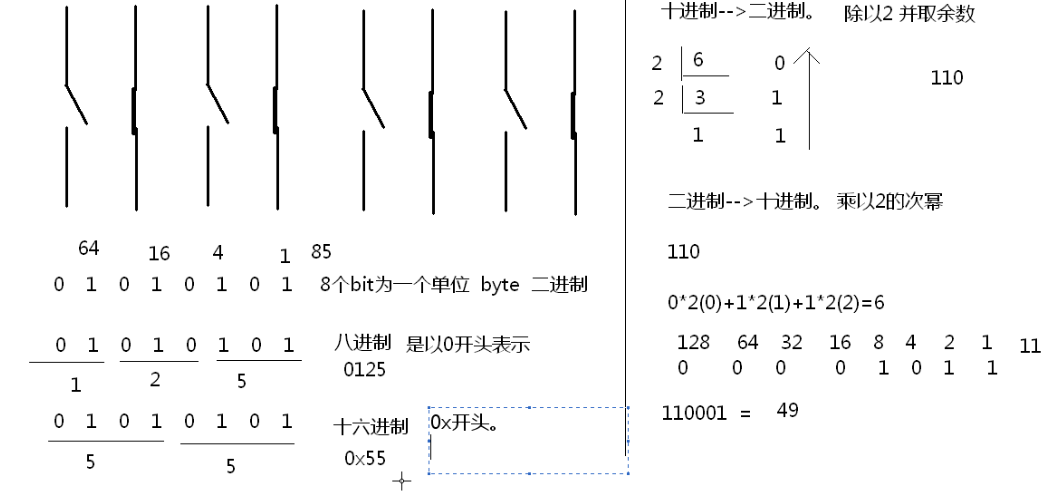 64 16 4 1 85
0 1 0 1 0 1 0 1 8个bit为一个单位 byte 二进制
0 1 0 1 0 1 0 1 八进制 是以0开头表示
1 2 5 0125
0 1 0 1 0 1 0 1 十六进制 0x开头。
5 5 0x55
十进制-->二进制。 除以2 并取余数
2 6 0 110
2 3 1
1 1
二进制-->十进制。 乘以2的次幂
110
0*2(0)+1*2(1)+1*2(2)=6
128 64 32 16 8 4 2 1 11
0 0 0 0 1 0 1 1
110001 = 49